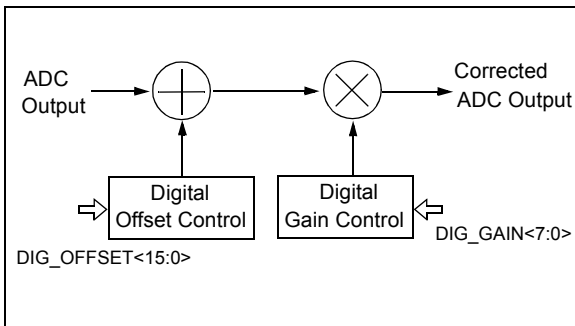 ADC
Output
Corrected
ADC Output
Digital
Offset Control
Digital
Gain Control
DIG_OFFSET<15:0>
DIG_GAIN<7:0>